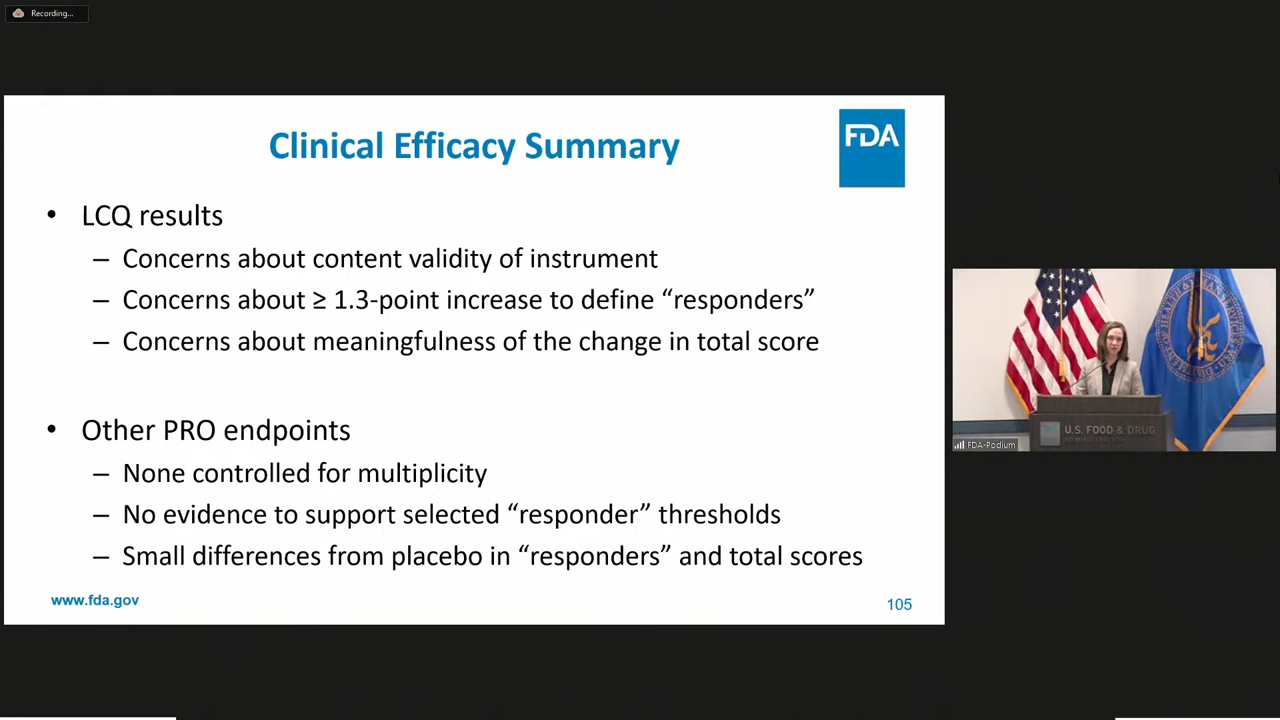 Recording...
Clinical Efficacy Summary
FDA
• LCQ results
– Concerns about content validity of instrument
– Concerns about ≥ 1.3-point increase to define “responders”
– Concerns about meaningfulness of the change in total score
• Other PRO endpoints
– None controlled for multiplicity
– No evidence to support selected “responder” thresholds
– Small differences from placebo in “responders” and total scores
www.fda.gov
105
U.S. FOOD & DRUG
ADMINISTRATION
FDA-Podium